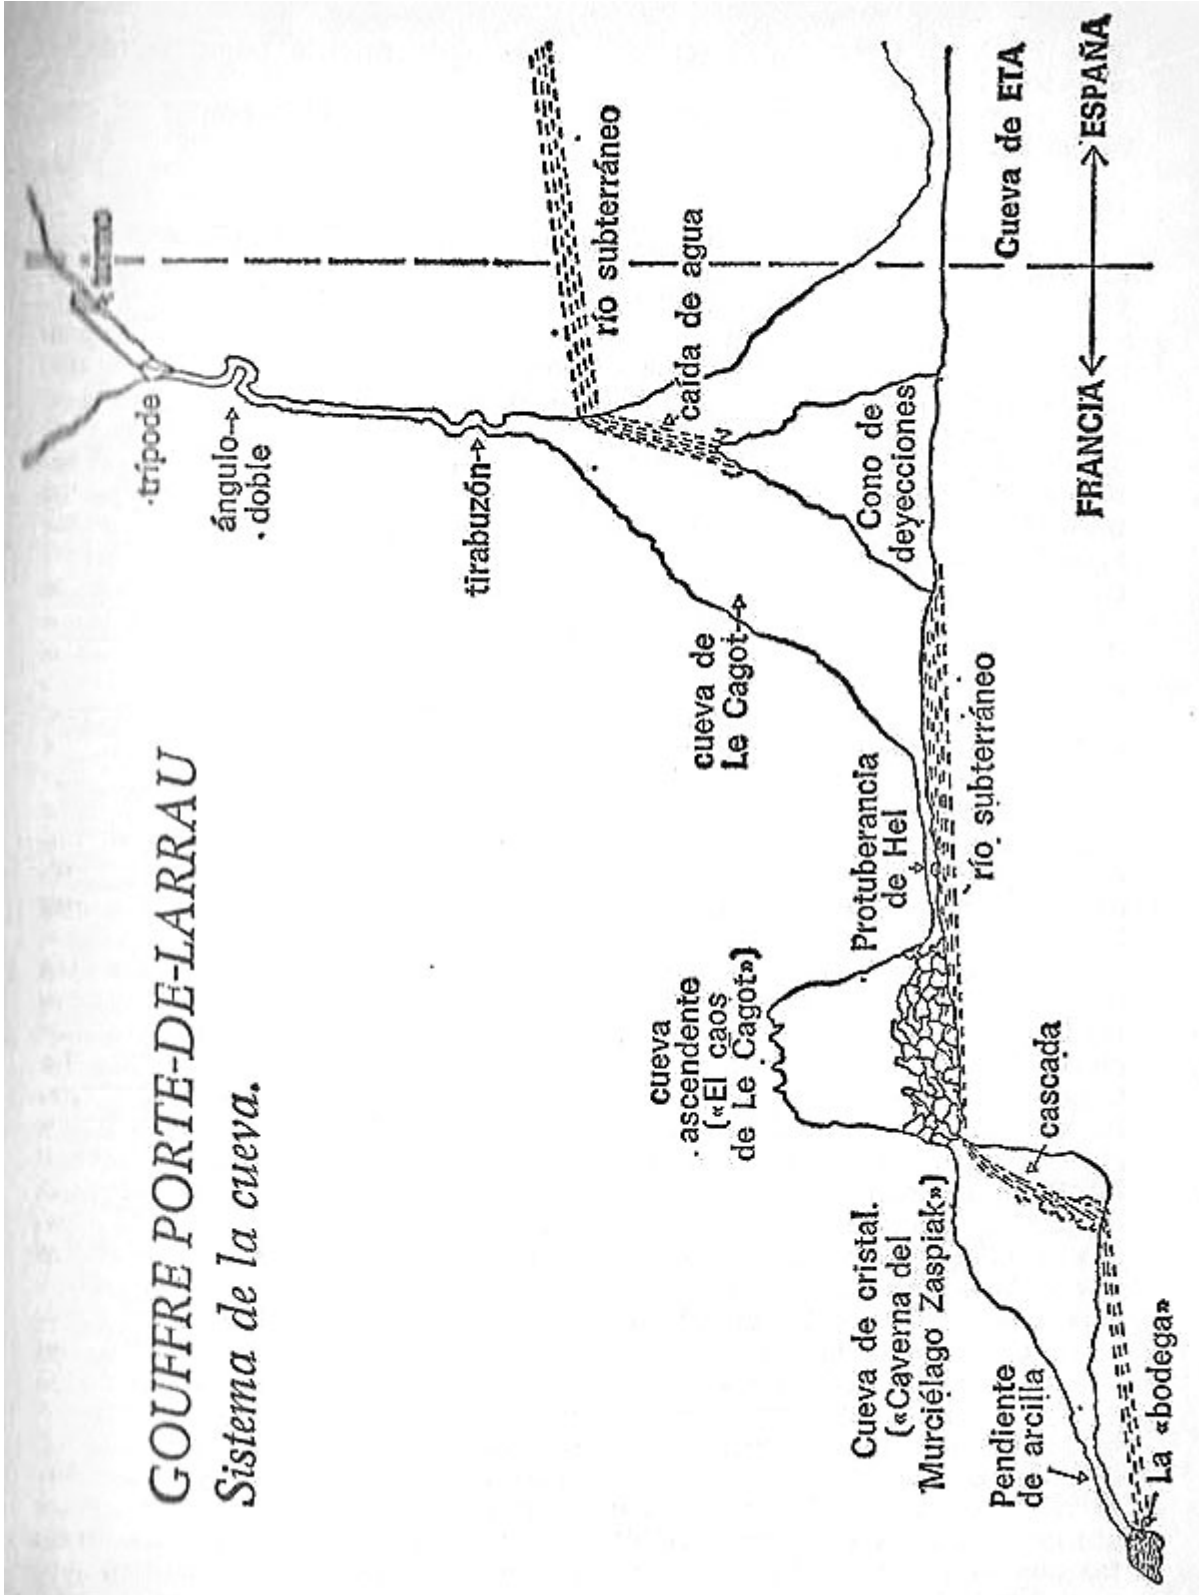 GOUFFRE PORTE-DE-LARRAU
Sistema de la cueva.
trípode
ángulo
doble
tirabuzón
río subterráneo
caída de agua
cueva de
Le Cagot
Cono de
deyecciones
Cueva de ETA
FRANCIA
ESPAÑA
cueva
ascendente
(«El caos
de Le Cagot»)
Protuberancia
de Hel
río subterráneo
Cueva de cristal.
(«Caverna del
Murciélago Zaspiak»)
cascada
Pendiente
de arcilla
La «bodega»